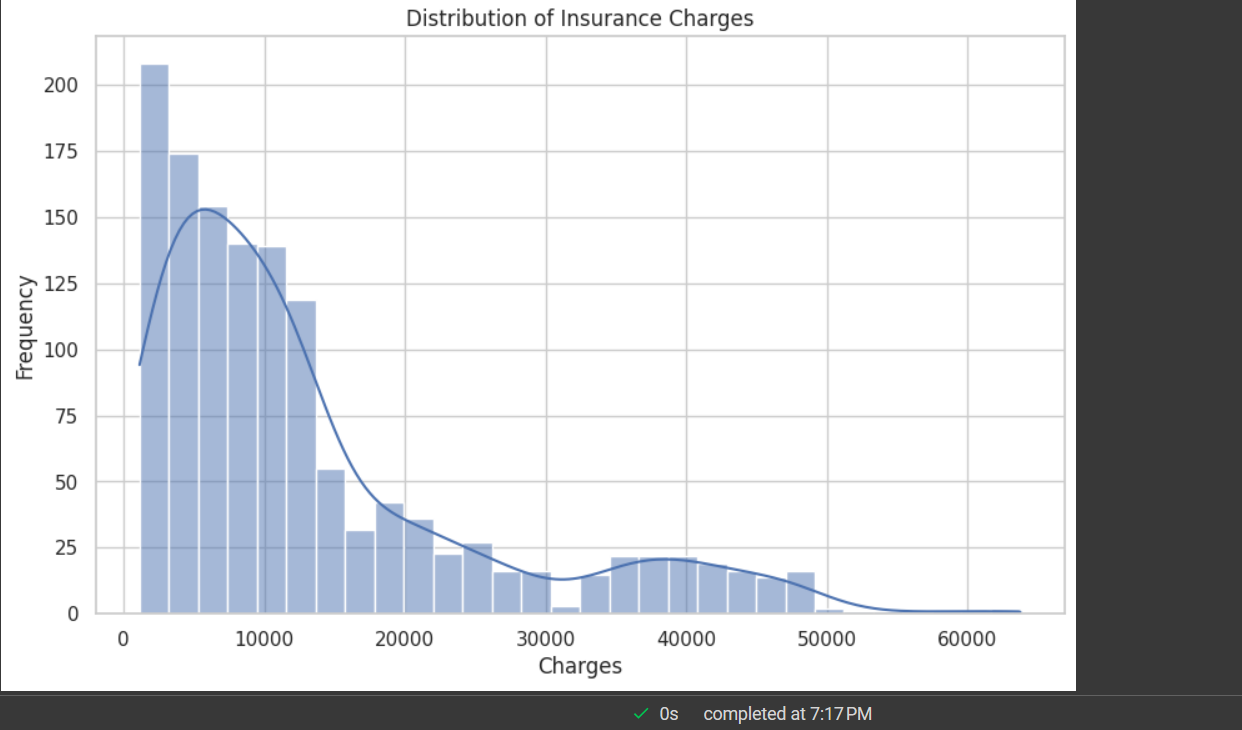 Distribution of Insurance Charges
200
175
150
125
100
75
50
25
0
Frequency
0 10000 20000 30000 40000 50000 60000
Charges
0s completed at 7:17 PM